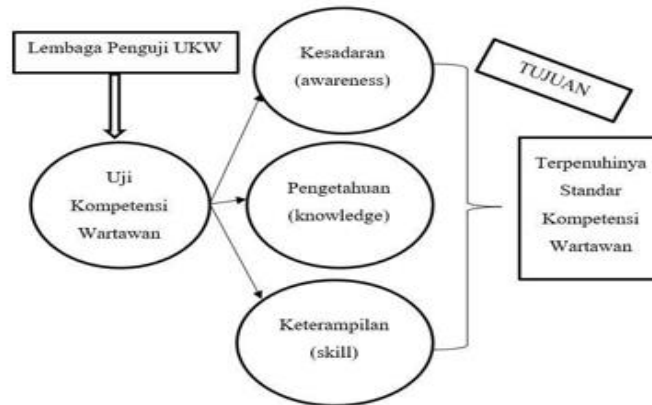 Lembaga Penguji UKW
Uji
Kompetensi
Wartawan
Kesadaran
(awareness)
Pengetahuan
(knowledge)
Keterampilan
(skill)
TUJUAN
Terpenuhinya
Standar
Kompetensi
Wartawan